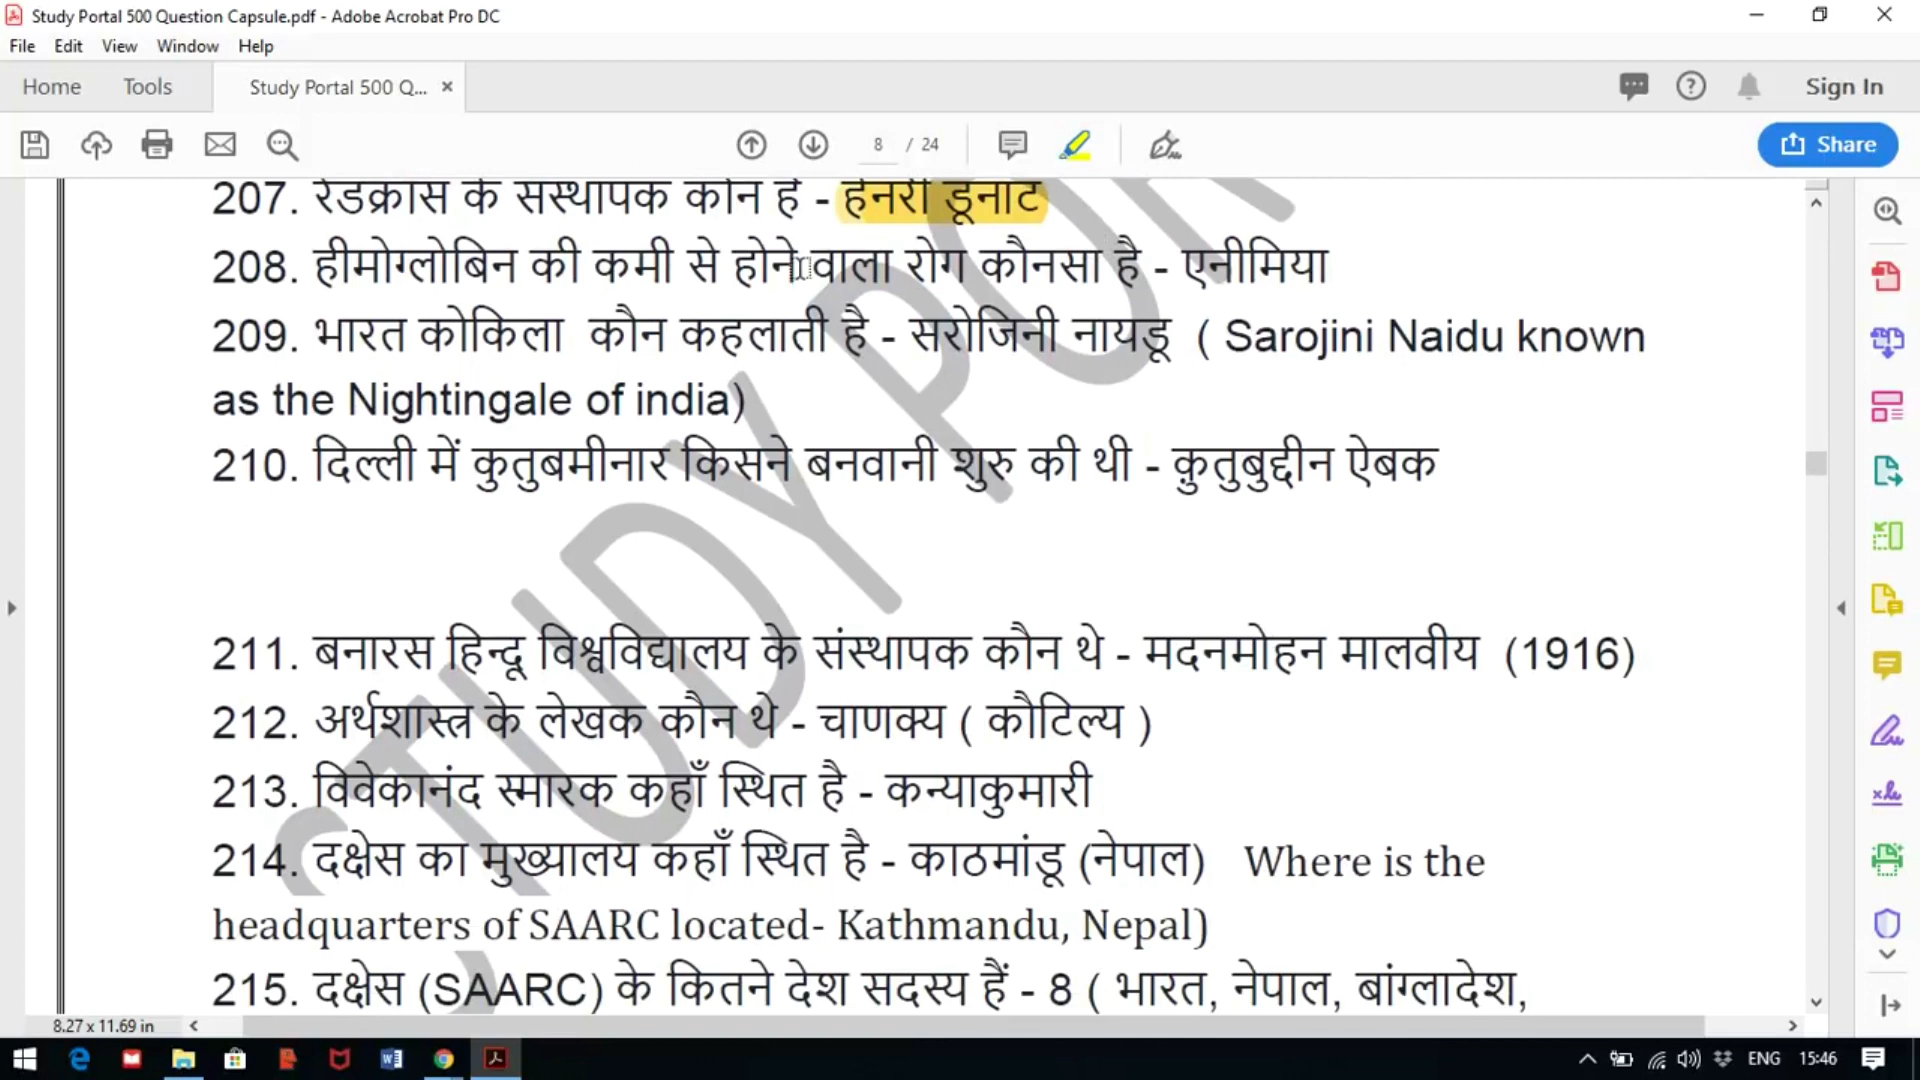 Study Portal 500 Question Capsule.pdf - Adobe Acrobat Pro DC
File Edit View Window Help
Home Tools Study Portal 500 Q... × Sign In
8 / 24 Share
207. रेडक्रास के संस्थापक कौन है - हेनरी डूनांट
208. हीमोग्लोबिन की कमी से होने वाला रोग कौनसा है - एनीमिया
209. भारत कोकिला कौन कहलाती है - सरोजिनी नायडू ( Sarojini Naidu known
as the Nightingale of india)
210. दिल्ली में कुतुबमीनार किसने बनवानी शुरु की थी - क़ुतुबुद्दीन ऐबक
211. बनारस हिन्दू विश्वविद्यालय के संस्थापक कौन थे - मदनमोहन मालवीय (1916)
212. अर्थशास्त्र के लेखक कौन थे - चाणक्य ( कौटिल्य )
213. विवेकानंद स्मारक कहाँ स्थित है - कन्याकुमारी
214. दक्षेस का मुख्यालय कहाँ स्थित है - काठमांडू (नेपाल) Where is the
headquarters of SAARC located- Kathmandu, Nepal)
215. दक्षेस (SAARC) के कितने देश सदस्य हैं - 8 ( भारत, नेपाल, बांग्लादेश,
STUDY POR
8.27 x 11.69 in
ENG 15:46